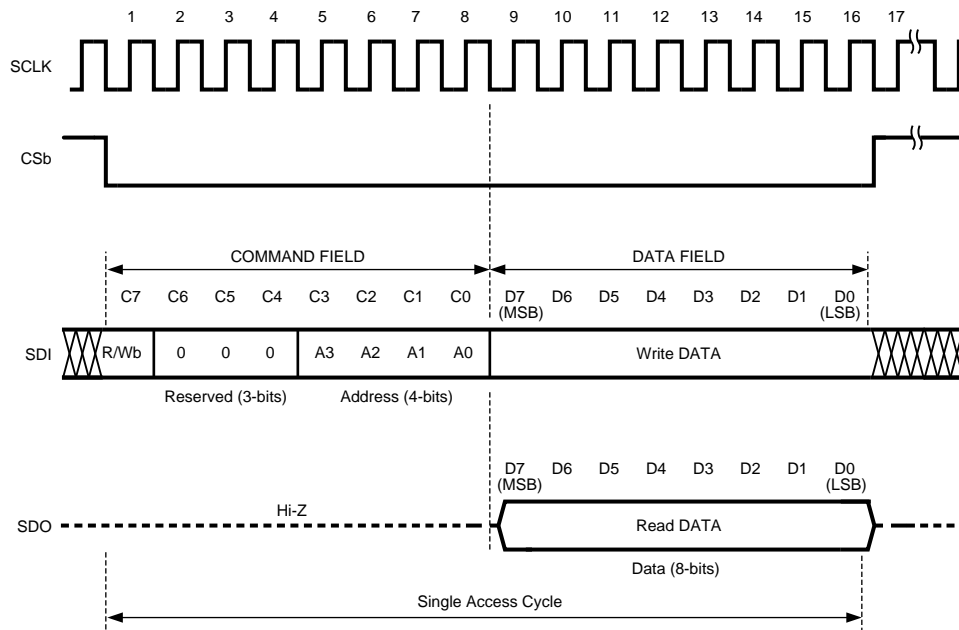 1 2 3 4 5 6 7 8 9 10 11 12 13 14 15 16 17
SCLK
CSb
COMMAND FIELD DATA FIELD
C7 C6 C5 C4 C3 C2 C1 C0 D7 D6 D5 D4 D3 D2 D1 D0
(MSB) (LSB)
SDI R/Wb 0 0 0 A3 A2 A1 A0 Write DATA
Reserved (3-bits) Address (4-bits)
D7 D6 D5 D4 D3 D2 D1 D0
(MSB) (LSB)
Hi-Z
SDO Read DATA
Data (8-bits)
Single Access Cycle